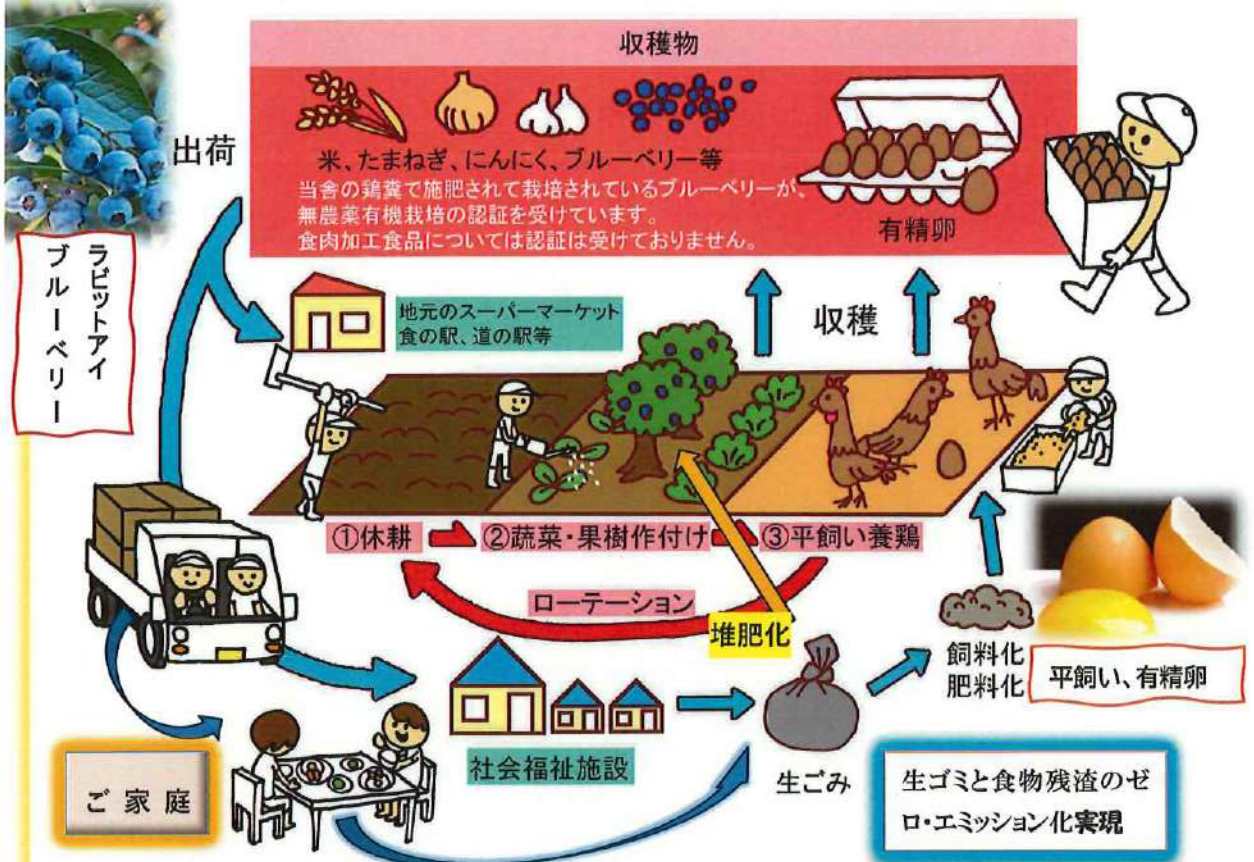 収穫物
米、たまねぎ、にんにく、ブルーベリー等
当舎の鶏糞で施肥されて栽培されているブルーベリーが、
無農薬有機栽培の認証を受けています。
食肉加工食品については認証は受けておりません。
有精卵
出荷
ラビットアイ
ブルーベリー
地元のスーパーマーケット
食の駅、道の駅等
収穫
①休耕
②蔬菜・果樹作付け
③平飼い養鶏
ローテーション
堆肥化
飼料化
肥料化
平飼い、有精卵
社会福祉施設
生ごみ
ご家庭
生ゴミと食物残渣のゼ
ロ・エミッション化実現